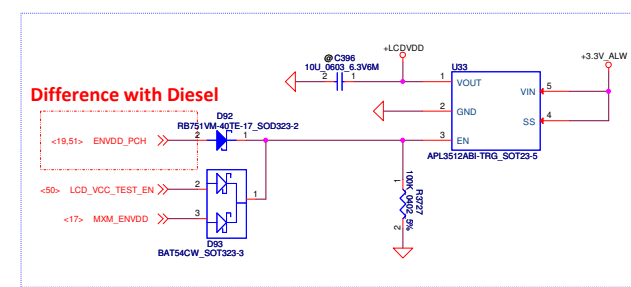 @ C396
10U_0603_6.3V6M
2 1
+LCDVDD
U33
+3.3V_ALW
1 VOUT
VIN 5
2 GND
SS 4
3 EN
APL3512ABI-TRG_SOT23-5
Difference with Diesel
D92
RB751VM-40TE-17_SOD323-2
<19,51> ENVDD_PCH 2 1
<50> LCD_VCC_TEST_EN 2
1
<17> MXM_ENVDD 3
D93
BAT54CW_SOT323-3
1
R3727
100K_0402_5%
2